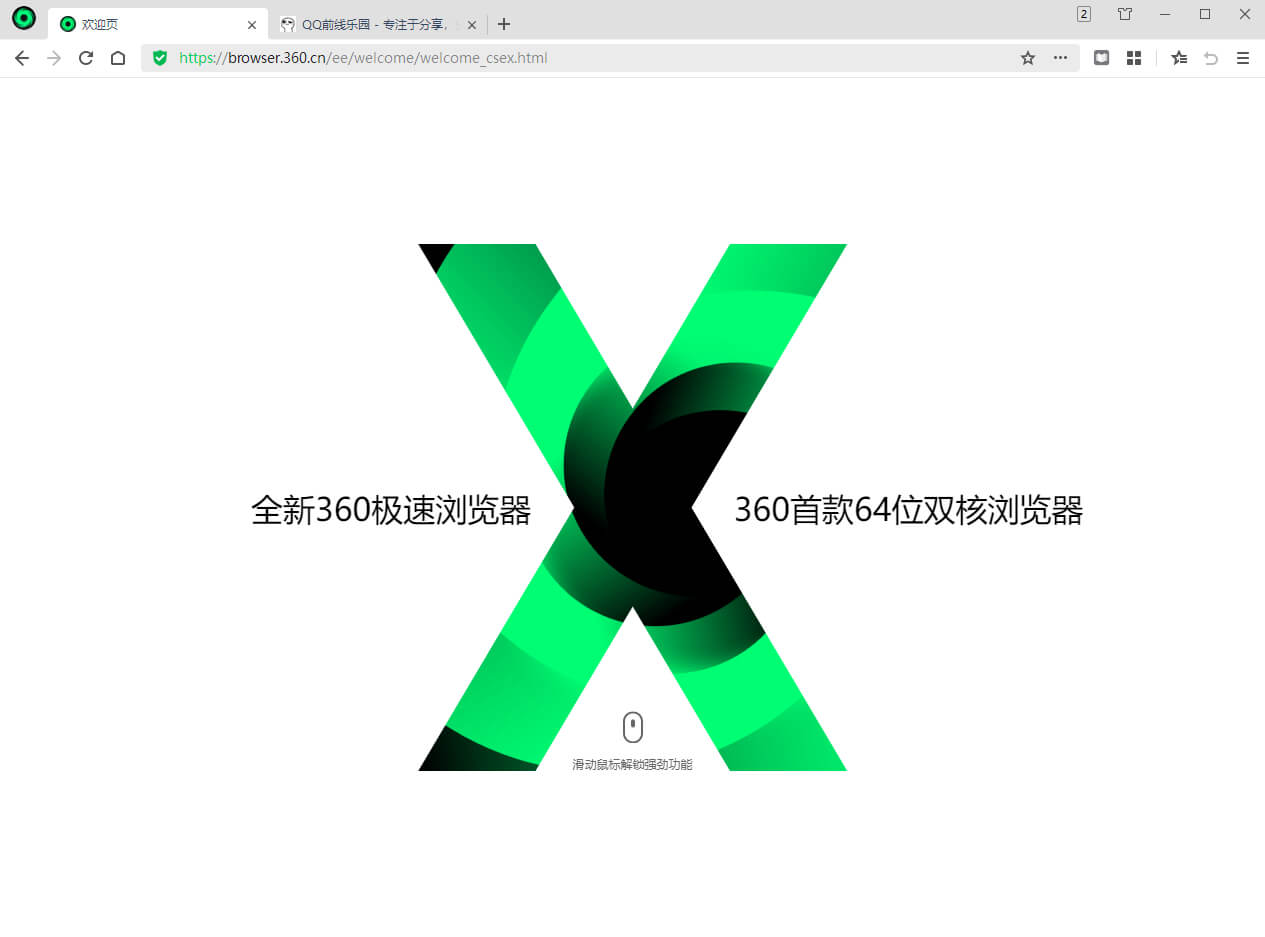 欢迎页
QQ前线乐园 - 专注于分享,
2
https://browser.360.cn/ee/welcome/welcome_csex.html
全新360极速浏览器
360首款64位双核浏览器
滑动鼠标解锁强劲功能